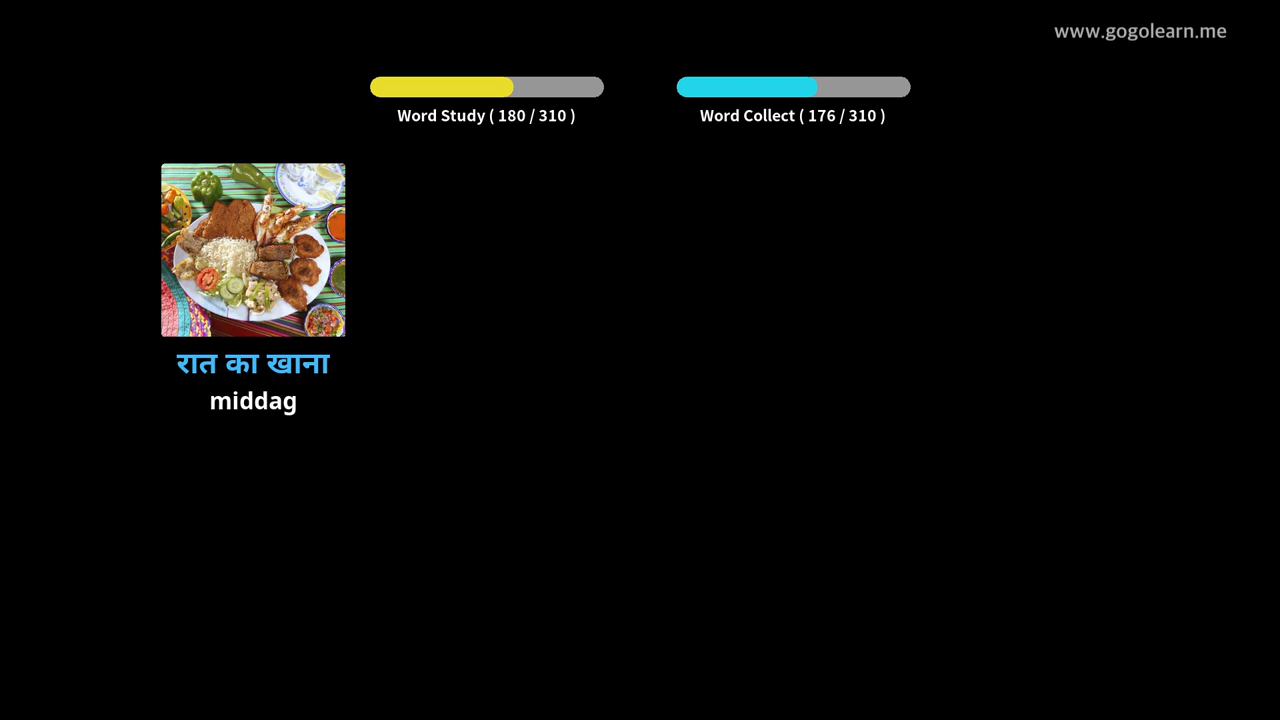 www.gogolearn.me
Word Study ( 180 / 310 )
Word Collect ( 176 / 310 )
रात का खाना
middag